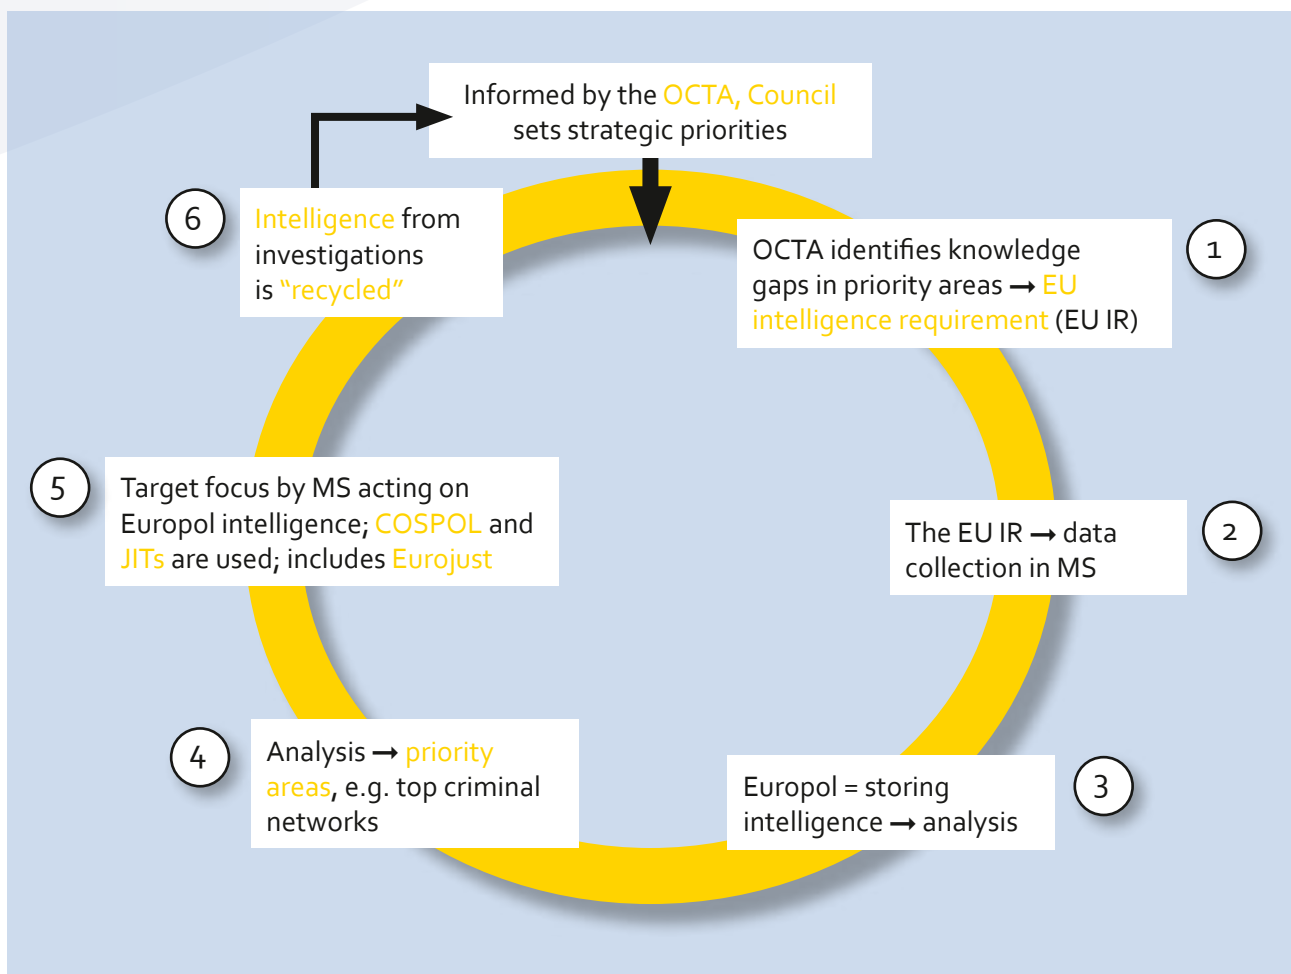 Informed by the OCTA, Council
sets strategic priorities
1
OCTA identifies knowledge
gaps in priority areas → EU
intelligence requirement (EU IR)
2
The EU IR → data
collection in MS
3
Europol = storing
intelligence → analysis
4
Analysis → priority
areas, e.g. top criminal
networks
5
Target focus by MS acting on
Europol intelligence; COSPOL and
JITs are used; includes Eurojust
6
Intelligence from
investigations
is “recycled”